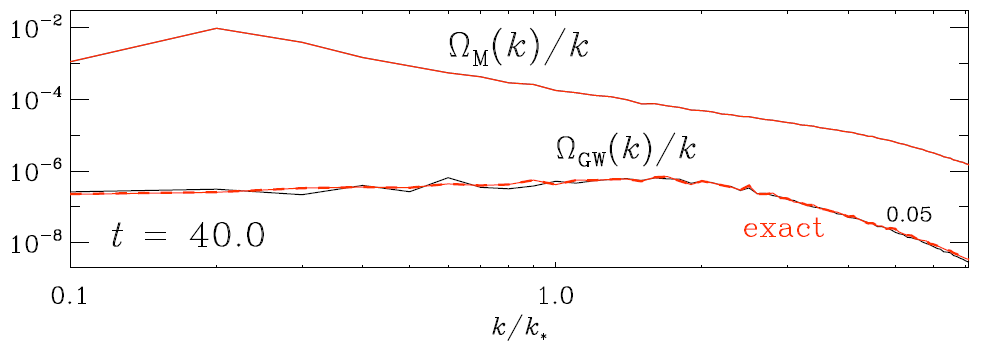 10⁻²
Ω_M(k)/k
10⁻⁴
Ω_GW(k)/k
10⁻⁶
0.05
t = 40.0
exact
10⁻⁸
0.1
1.0
k/k_*